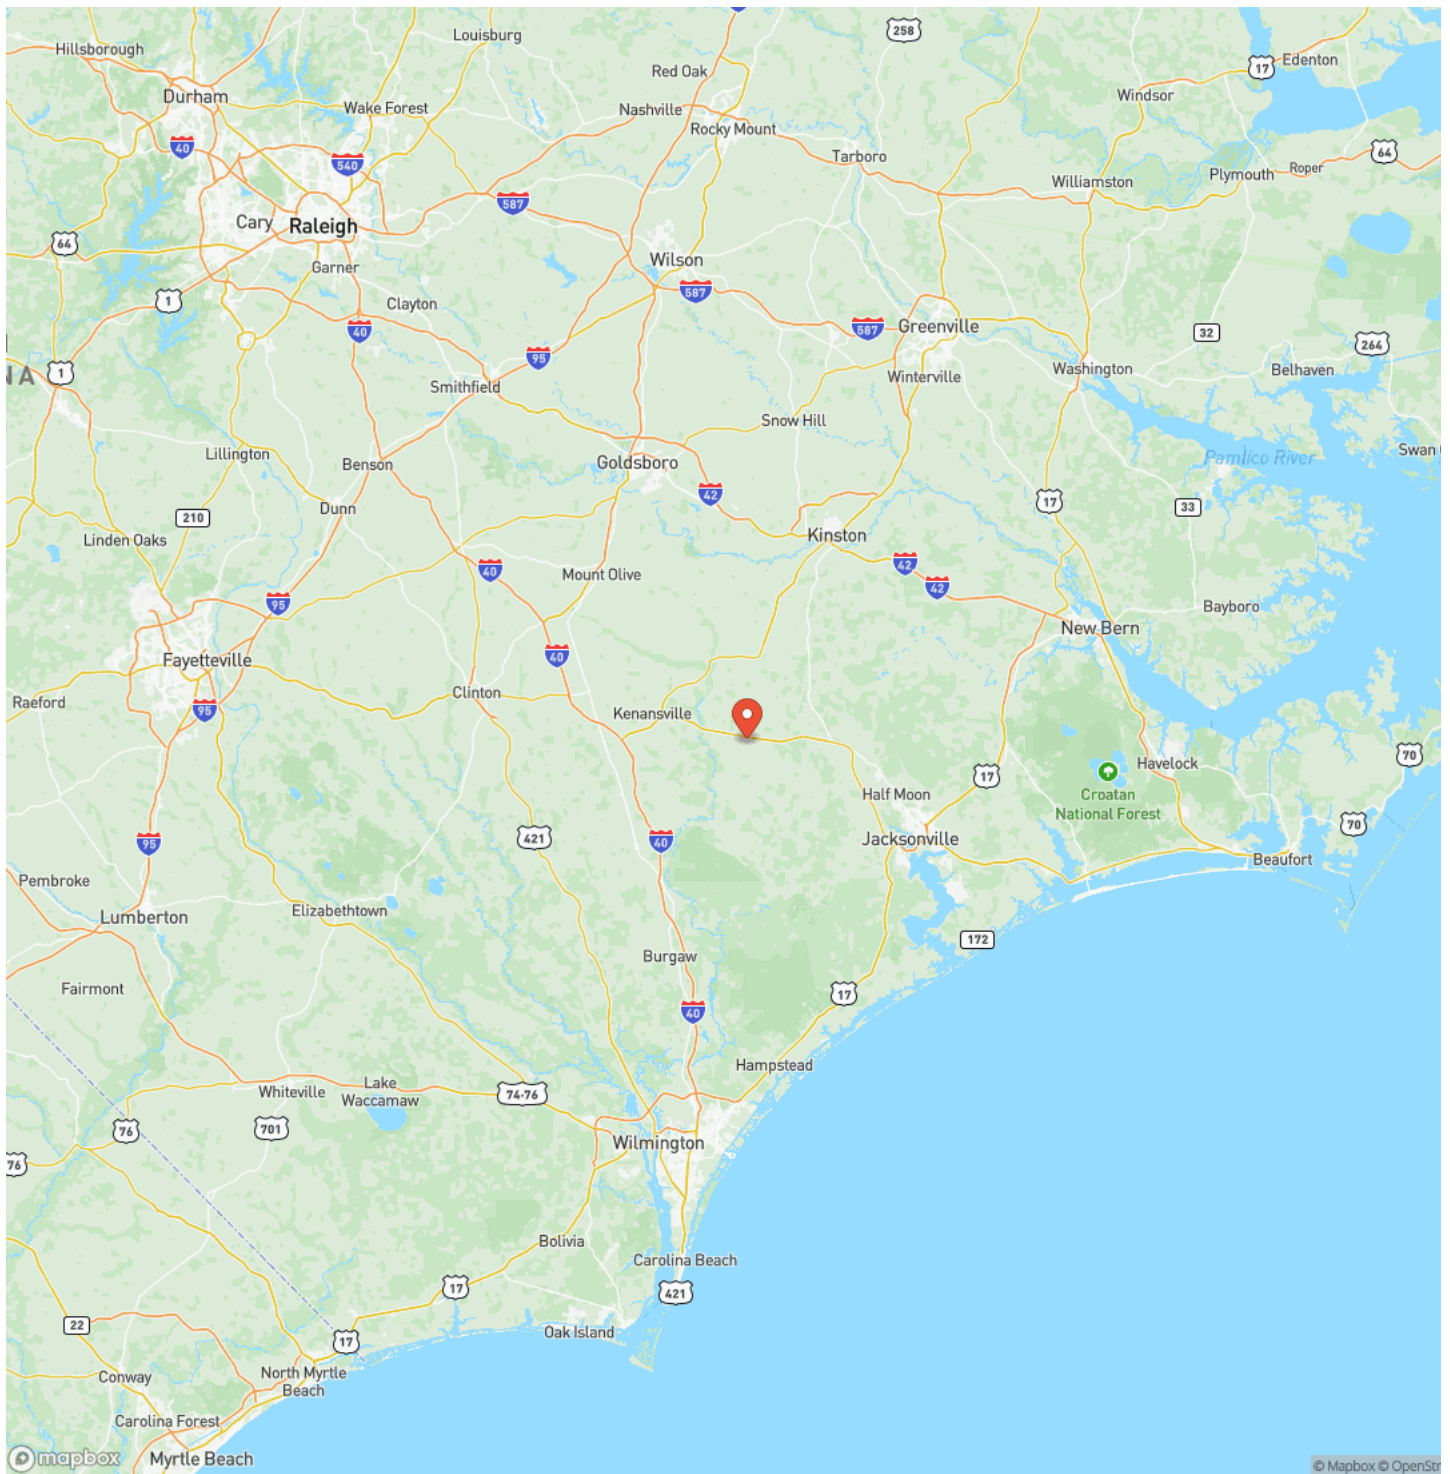 258
Louisburg
Hillsborough
Edenton
17
Red Oak
Windsor
Durham
Wake Forest
Nashville
Rocky Mount
40
Tarboro
64
540
Roper
Plymouth
Williamston
587
Cary
Raleigh
64
Wilson
Garner
587
1
Clayton
40
587
Greenville
32
264
95
NA
1
Winterville
Washington
Belhaven
Smithfield
Snow Hill
Swan
Lillington
Benson
Goldsboro
Pamlico River
42
17
33
Dunn
210
Kinston
Linden Oaks
40
Mount Olive
42
42
95
Bayboro
New Bern
40
Fayetteville
Clinton
Raeford
95
Kenansville
70
Havelock
17
Croatan
National Forest
Half Moon
70
421
40
Jacksonville
95
Beaufort
Pembroke
Elizabethtown
Lumberton
172
Burgaw
Fairmont
17
40
Hampstead
Lake
Waccamaw
Whiteville
74-76
76
701
Wilmington
76
Bolivia
Carolina Beach
17
421
22
Oak Island
17
North Myrtle
Beach
Conway
Carolina Forest
mapbox
Myrtle Beach
© Mapbox © OpenStr